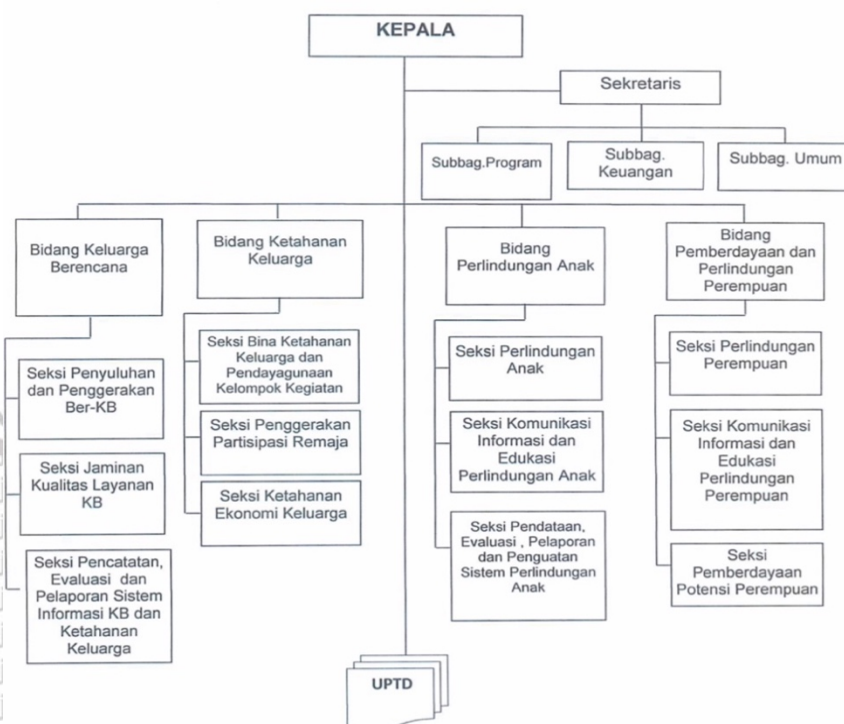 KEPALA
Sekretaris
Subbag.Program
Subbag.
Keuangan
Subbag. Umum
Bidang Keluarga
Berencana
Bidang Ketahanan
Keluarga
Bidang
Perlindungan Anak
Bidang
Pemberdayaan dan
Perlindungan
Perempuan
Seksi Penyuluhan
dan Penggerakan
Ber-KB
Seksi Jaminan
Kualitas Layanan
KB
Seksi Pencatatan,
Evaluasi dan
Pelaporan Sistem
Informasi KB dan
Ketahanan
Keluarga
Seksi Bina Ketahanan
Keluarga dan
Pendayagunaan
Kelompok Kegiatan
Seksi Penggerakan
Partisipasi Remaja
Seksi Ketahanan
Ekonomi Keluarga
Seksi Perlindungan
Anak
Seksi Komunikasi
Informasi dan
Edukasi
Perlindungan Anak
Seksi Pendataan,
Evaluasi , Pelaporan
dan Penguatan
Sistem Perlindungan
Anak
Seksi Perlindungan
Perempuan
Seksi Komunikasi
Informasi dan
Edukasi
Perlindungan
Perempuan
Seksi
Pemberdayaan
Potensi Perempuan
UPTD